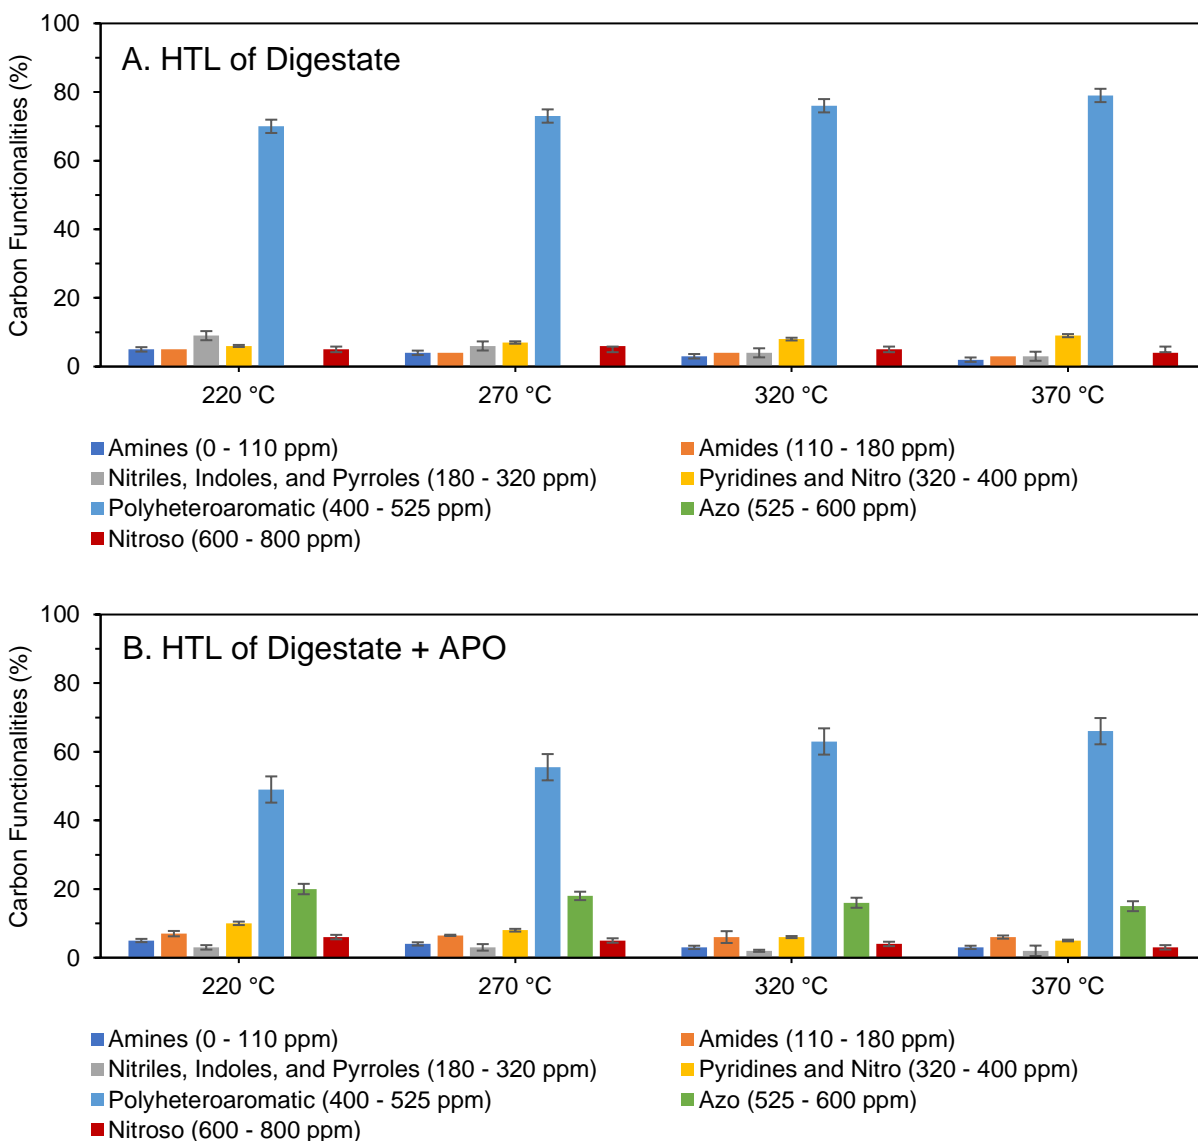 100
A. HTL of Digestate
80
60
40
20
0
Carbon Functionalities (%)
220 °C 270 °C 320 °C 370 °C
Amines (0 - 110 ppm) Amides (110 - 180 ppm)
Nitriles, Indoles, and Pyrroles (180 - 320 ppm) Pyridines and Nitro (320 - 400 ppm)
Polyheteroaromatic (400 - 525 ppm) Azo (525 - 600 ppm)
Nitroso (600 - 800 ppm)
100
B. HTL of Digestate + APO
80
60
40
20
0
Carbon Functionalities (%)
220 °C 270 °C 320 °C 370 °C
Amines (0 - 110 ppm) Amides (110 - 180 ppm)
Nitriles, Indoles, and Pyrroles (180 - 320 ppm) Pyridines and Nitro (320 - 400 ppm)
Polyheteroaromatic (400 - 525 ppm) Azo (525 - 600 ppm)
Nitroso (600 - 800 ppm)